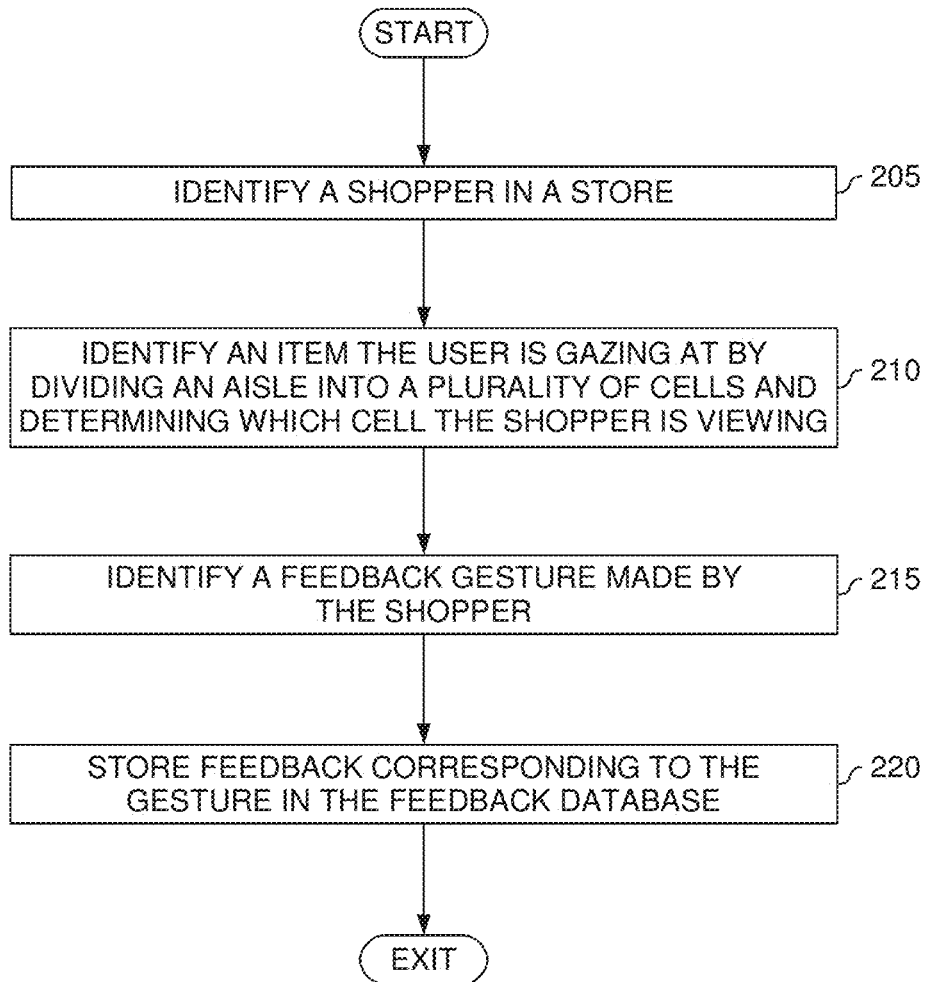 START
IDENTIFY A SHOPPER IN A STORE
205
IDENTIFY AN ITEM THE USER IS GAZING AT BY
DIVIDING AN AISLE INTO A PLURALITY OF CELLS AND
DETERMINING WHICH CELL THE SHOPPER IS VIEWING
210
IDENTIFY A FEEDBACK GESTURE MADE BY
THE SHOPPER
215
STORE FEEDBACK CORRESPONDING TO THE
GESTURE IN THE FEEDBACK DATABASE
220
EXIT